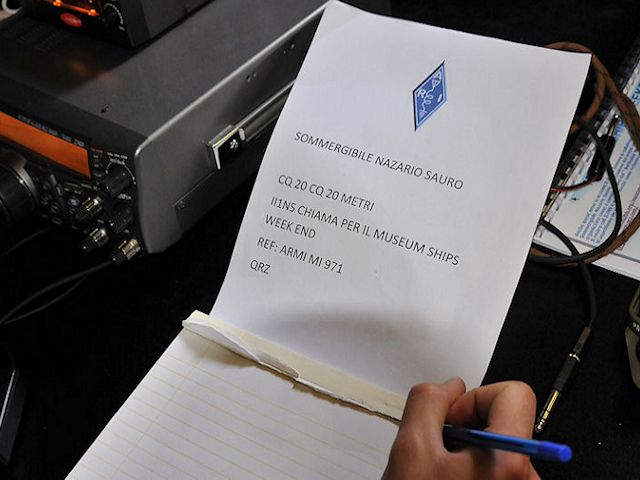 SOMMERGIBILE NAZARIO SAURO
CQ 20 CQ 20 METRI
II1NS CHIAMA PER IL MUSEUM SHIPS
WEEK END
REF: ARMI MI 971
QRZ